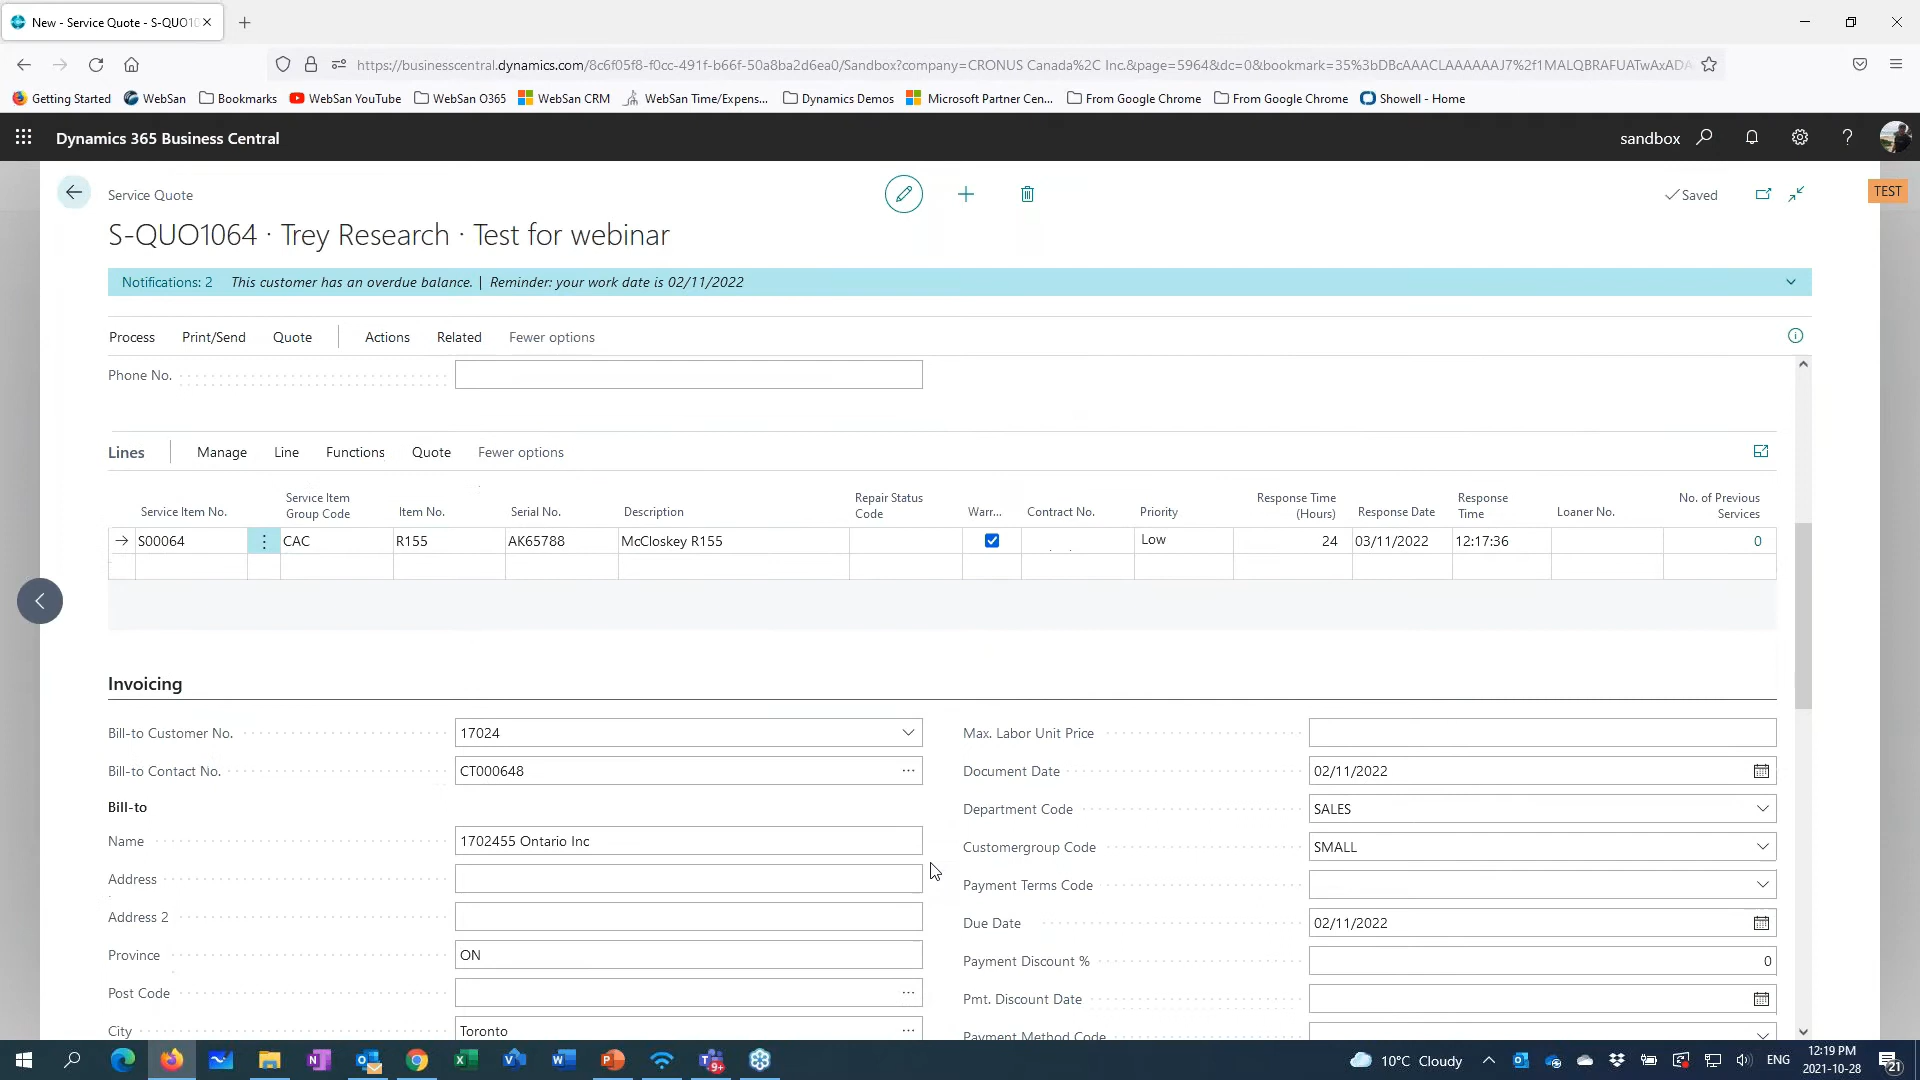 New - Service Quote - S-QUO10
https://businesscentral.dynamics.com/8c6f05f8-f0cc-491f-b66f-50a8ba2d6ea0/Sandbox?company=CRONUS Canada%2C Inc.&page=5964&dc=0&bookmark=35%3bDBcAAACLAAAAAAJ7%2f1MALQBRAFUATwAxADA
Getting Started WebSan Bookmarks WebSan YouTube WebSan O365 WebSan CRM WebSan Time/Expens... Dynamics Demos Microsoft Partner Cen... From Google Chrome From Google Chrome Showell - Home
Dynamics 365 Business Central sandbox ?
Service Quote Saved TEST
S-QUO1064 · Trey Research · Test for webinar
Notifications: 2 This customer has an overdue balance. | Reminder: your work date is 02/11/2022
Process Print/Send Quote Actions Related Fewer options
Phone No.
Lines Manage Line Functions Quote Fewer options
Service Item No. Service Item Group Code Item No. Serial No. Description Repair Status Code Warr... Contract No. Priority Response Time (Hours) Response Date Response Time Loaner No. No. of Previous Services
S00064 CAC R155 AK65788 McCloskey R155 Low 24 03/11/2022 12:17:36 0
Invoicing
Bill-to Customer No. 17024 Max. Labor Unit Price
Bill-to Contact No. CT000648 Document Date 02/11/2022
Bill-to Department Code SALES
Name 1702455 Ontario Inc Customergroup Code SMALL
Address Payment Terms Code
Address 2 Due Date 02/11/2022
Province ON Payment Discount % 0
Post Code Pmt. Discount Date
City Toronto Payment Method Code
10°C Cloudy ENG 12:19 PM
2021-10-28 21
9+